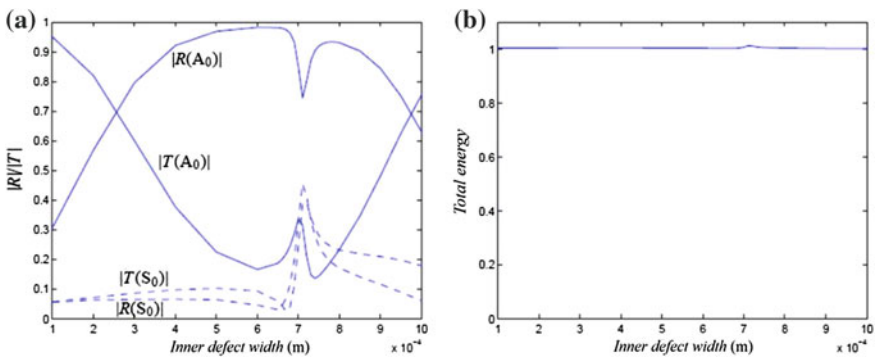 (a)
1
0.9
0.8
0.7
0.6
0.5
0.4
0.3
0.2
0.1
0
|R|/|T|
|R(A₀)|
|T(A₀)|
|T(S₀)|
|R(S₀)|
1 2 3 4 5 6 7 8 9 10
Inner defect width (m)
x 10⁻⁴
(b)
1
0.8
0.6
0.4
0.2
0
Total energy
1 2 3 4 5 6 7 8 9 10
Inner defect width (m)
x 10⁻⁴